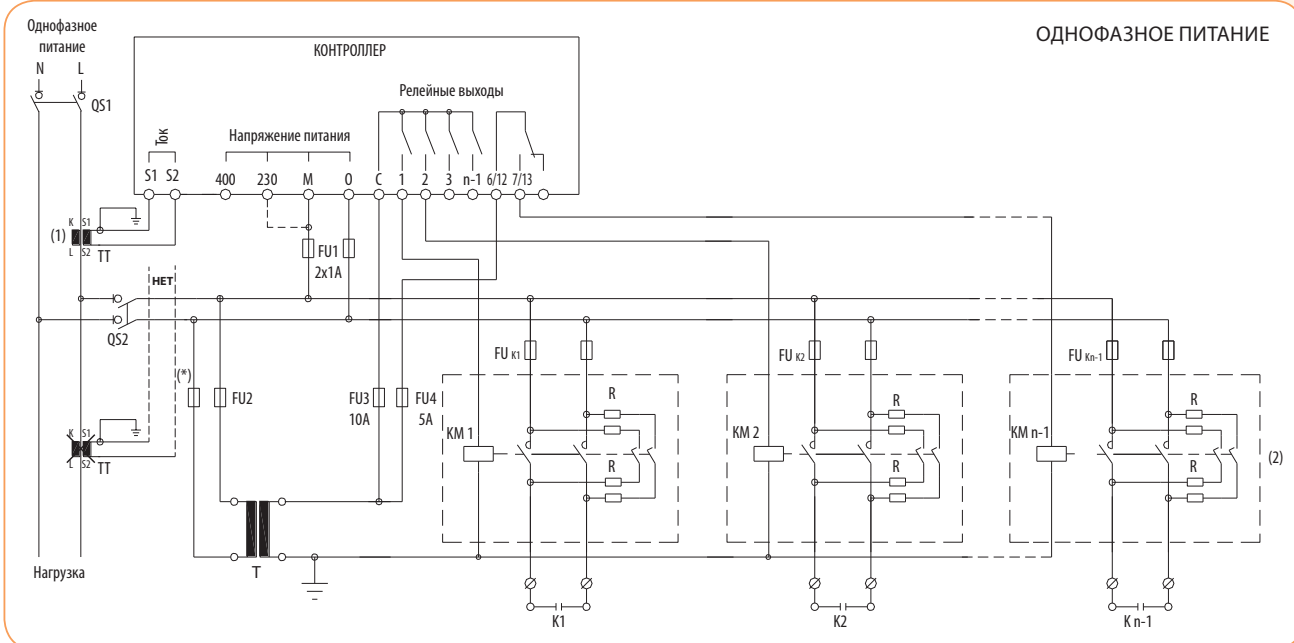 ОДНОФАЗНОЕ ПИТАНИЕ
Однофазное
питание
N L
QS1
КОНТРОЛЛЕР
Релейные выходы
Ток
Напряжение питания
S1 S2 400 230 M 0 C 1 2 3 n-1 6/12 7/13
K S1
(1)
L S2 TT
FU1
2x1A
НЕТ
QS2
(*)
FU2
FU3
10A
FU4
5A
FU K1
FU K2
FU Kn-1
K S1
L S2 TT
R
R
R
KM 1
KM 2
KM n-1
R
R
R
(2)
T
Нагрузка
K1
K2
K n-1